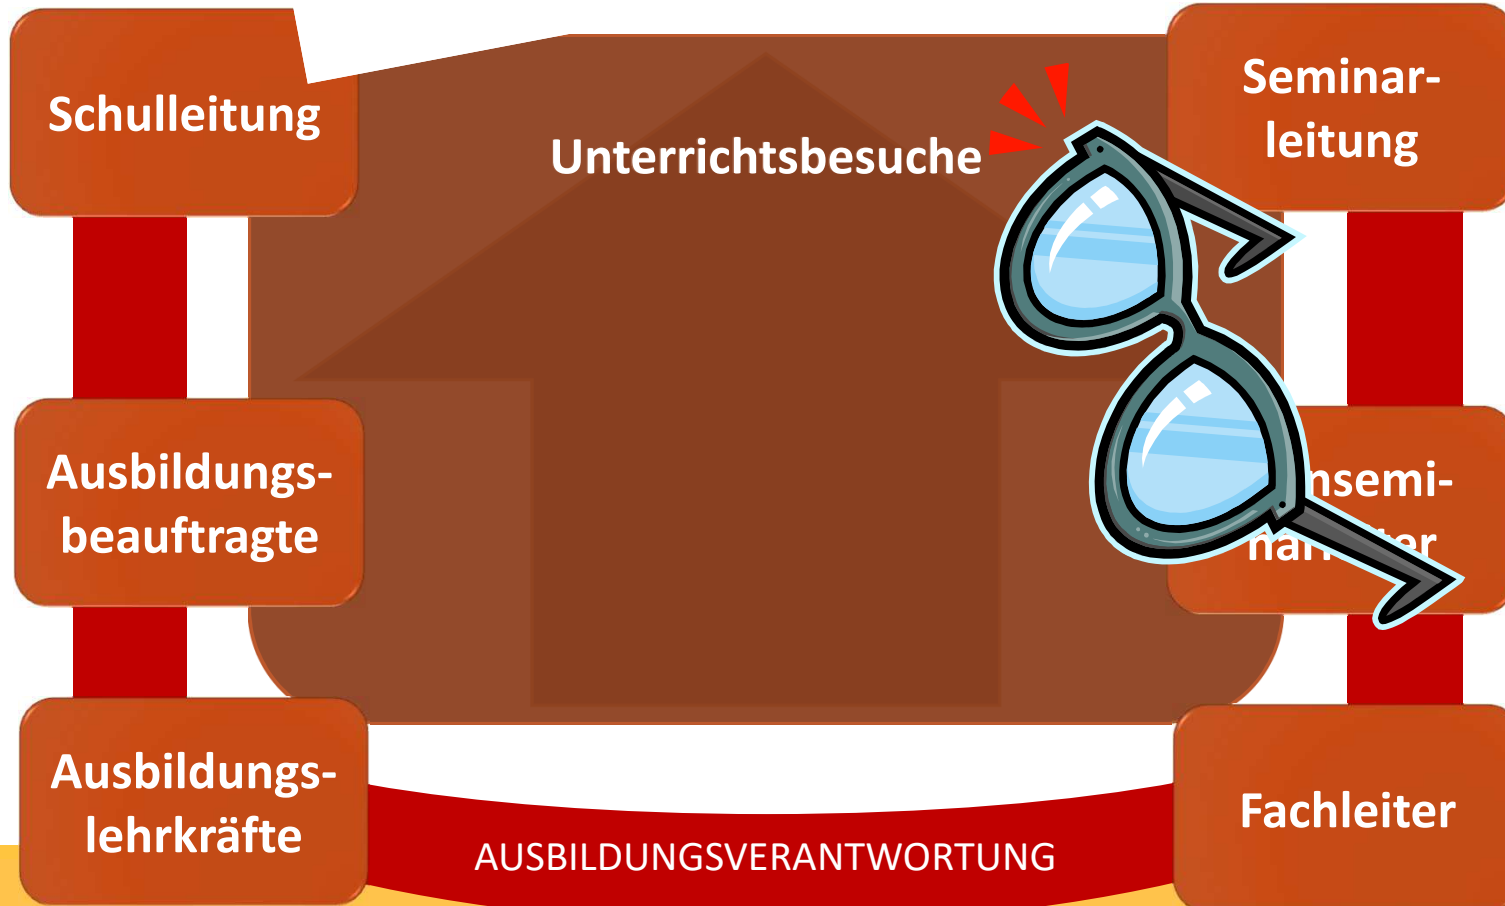 Schulleitung
Unterrichtsbesuche
Seminar-
leitung
Ausbildungs-
beauftragte
Ausbildungs-
lehrkräfte
Fachleiter
AUSBILDUNGSVERANTWORTUNG